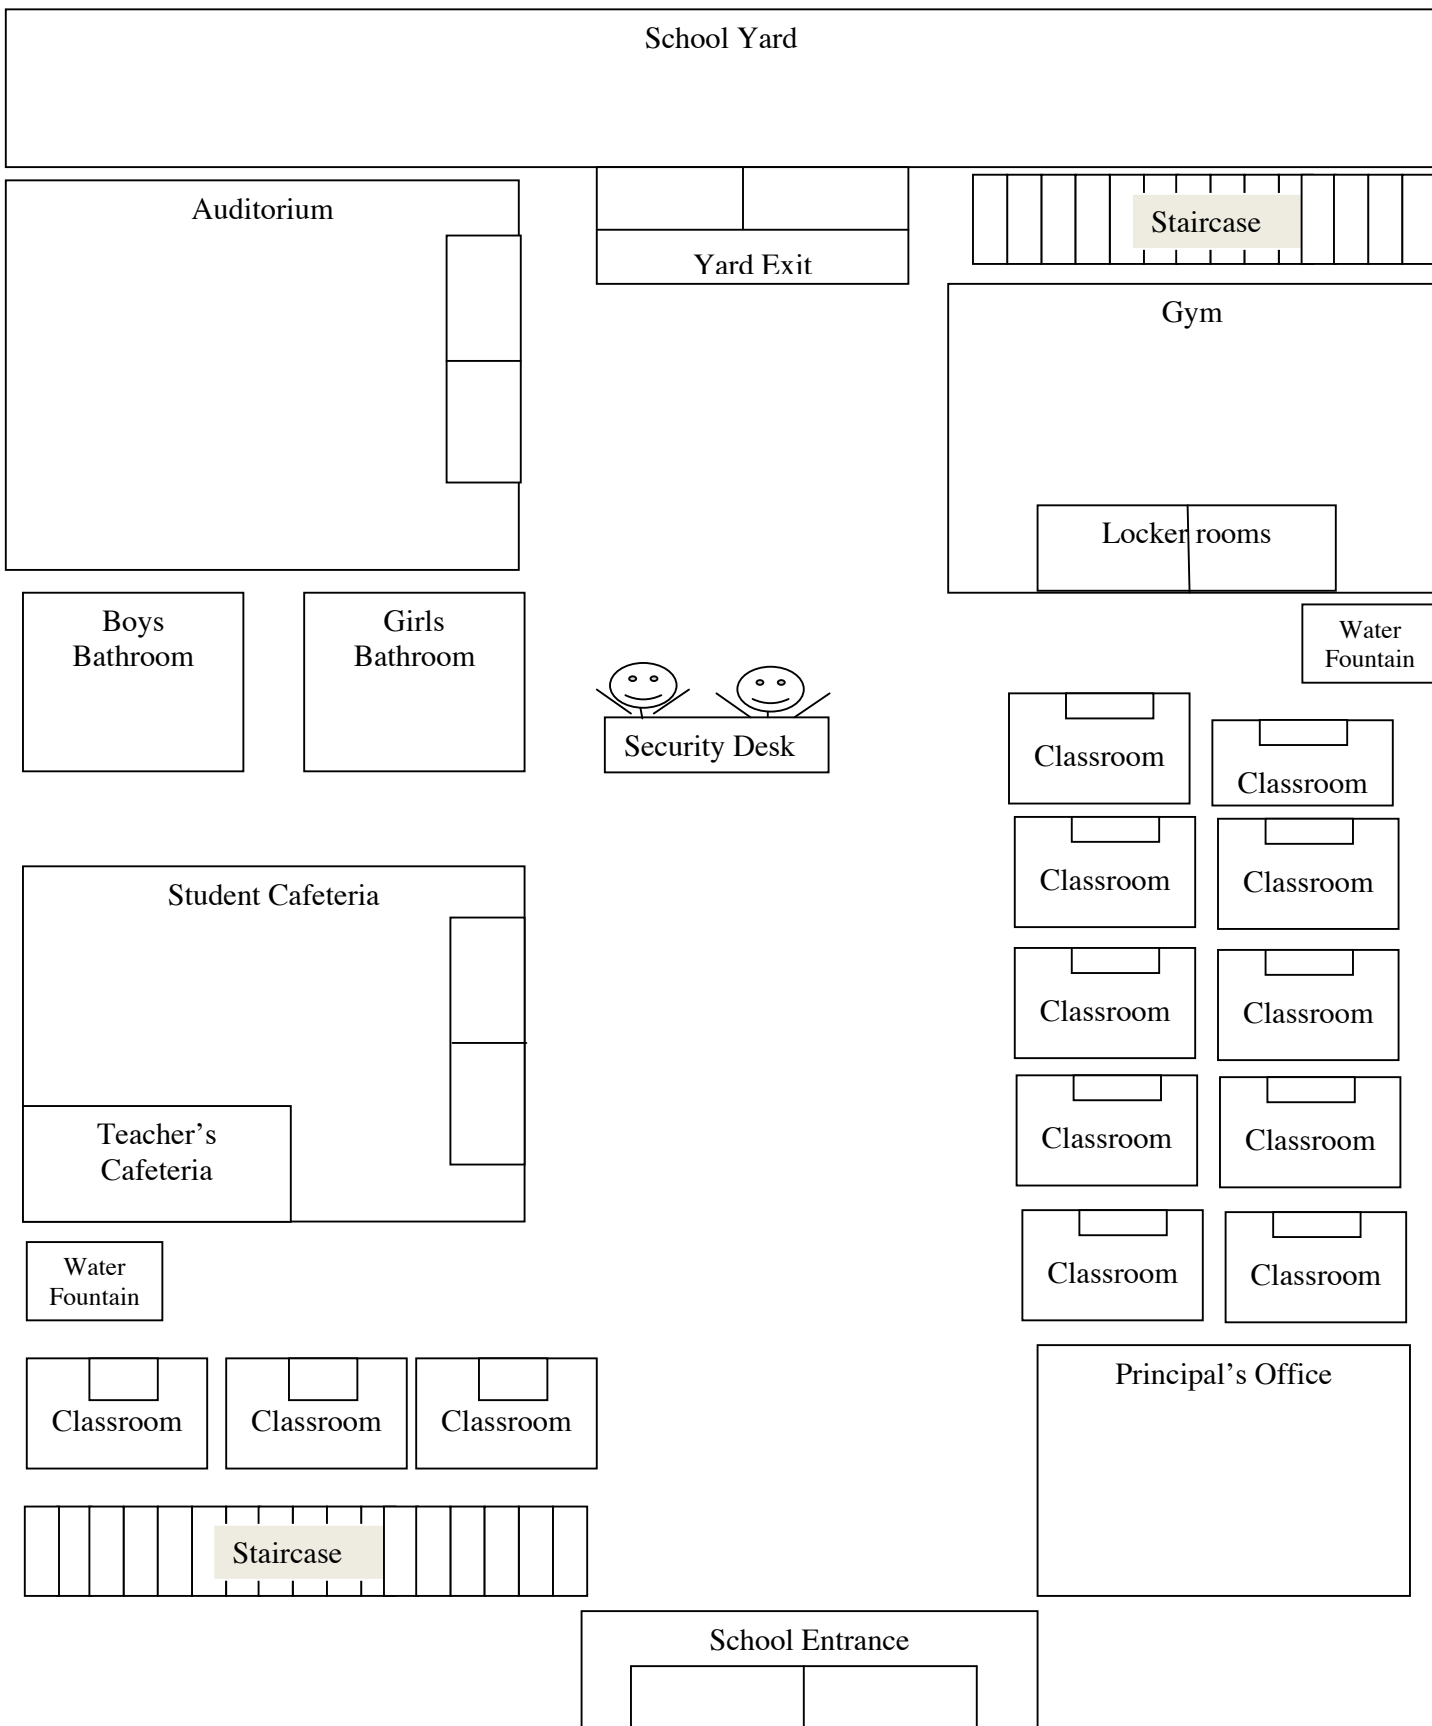 School Yard
Auditorium
Yard Exit
Staircase
Gym
Locker rooms
Boys
Bathroom
Girls
Bathroom
Water
Fountain
Security Desk
Classroom
Classroom
Student Cafeteria
Classroom
Classroom
Classroom
Classroom
Teacher’s
Cafeteria
Classroom
Classroom
Water
Fountain
Classroom
Classroom
Principal’s Office
Classroom
Classroom
Classroom
Staircase
School Entrance